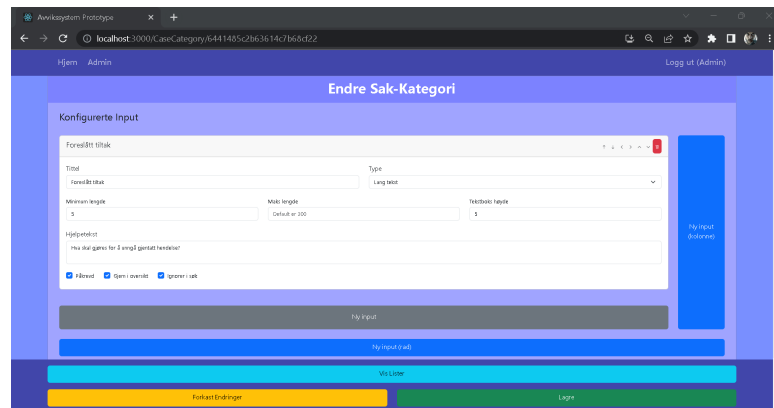 Avvikssystem Prototype
localhost:3000/CaseCategory/6441485c2b63614c7b68cf22
Hjem Admin Logg ut (Admin)
Endre Sak-Kategori
Konfigurerte Input
Foreslått tiltak
Tittel Type
Foreslått tiltak Lang tekst
Minimum lengde Maks lengde Tekstboks høyde
5 Default er 300 5
Hjelpetekst
Hva skal gjøres for å unngå gjentatt hendelse?
Påkrevd Gjem i oversikt Ignorer i søk
Ny input
(kolonne)
Ny input
Ny input (rad)
Vis Lister
Forkast Endringer Lagre